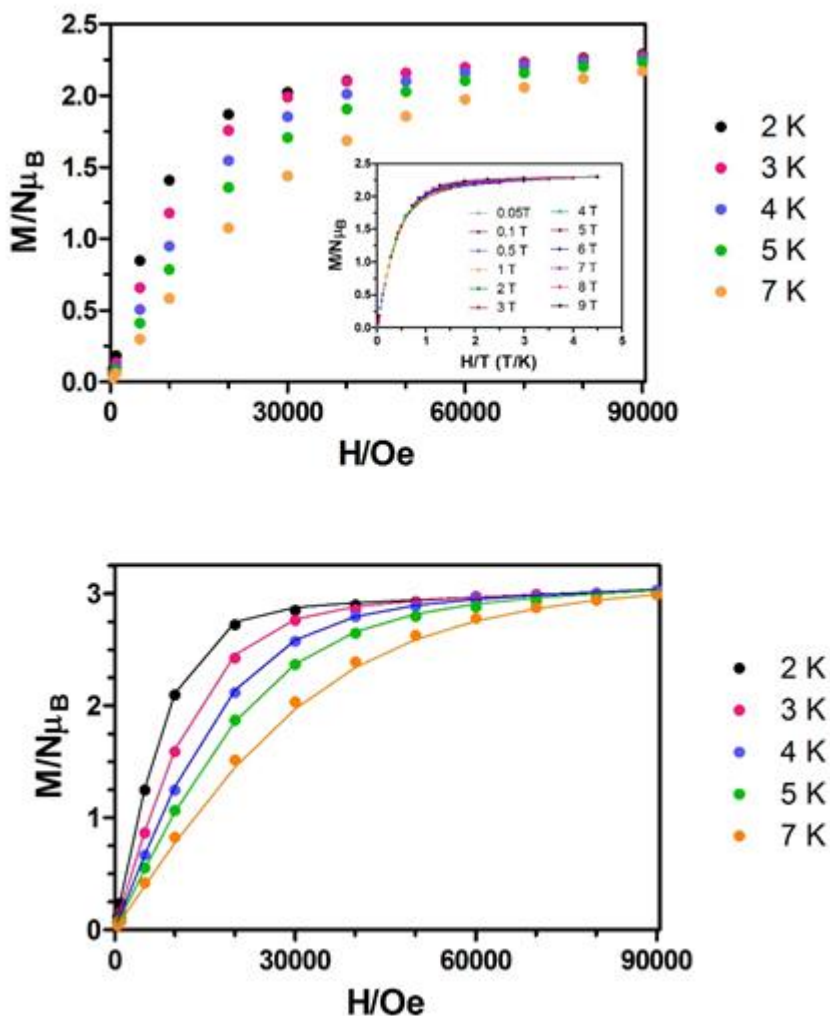 2.5
2.0
1.5
1.0
0.5
0.0
M/NμB
0 30000 60000 90000
H/Oe
2 K
3 K
4 K
5 K
7 K
2.5
2.0
1.5
1.0
0.5
0.0
M/NμB
0 1 2 3 4 5
H/T (T/K)
0.05T 4 T
0.1 T 5 T
0.5 T 6 T
1 T 7 T
2 T 8 T
3 T 9 T
3
2
1
0
M/NμB
0 30000 60000 90000
H/Oe
2 K
3 K
4 K
5 K
7 K